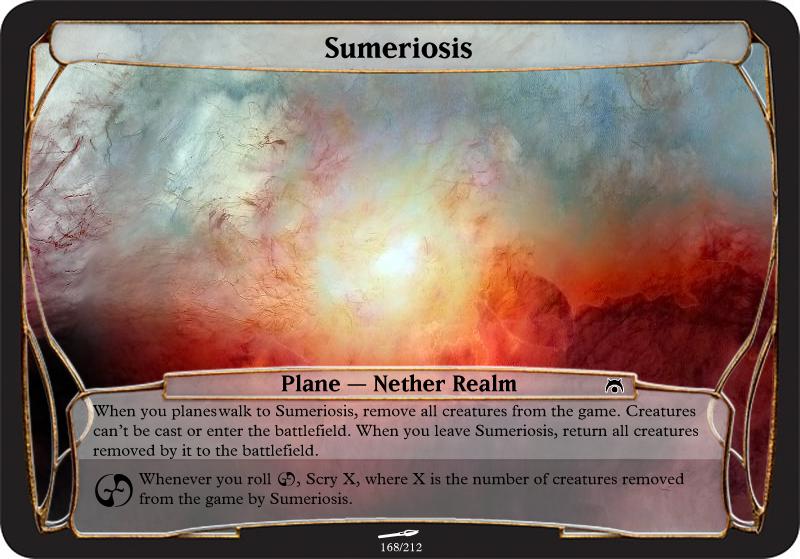 Sumeriosis
Plane — Nether Realm
When you planeswalk to Sumeriosis, remove all creatures from the game. Creatures
can't be cast or enter the battlefield. When you leave Sumeriosis, return all creatures
removed by it to the battlefield.
Whenever you roll , Scry X, where X is the number of creatures removed
from the game by Sumeriosis.
168/212